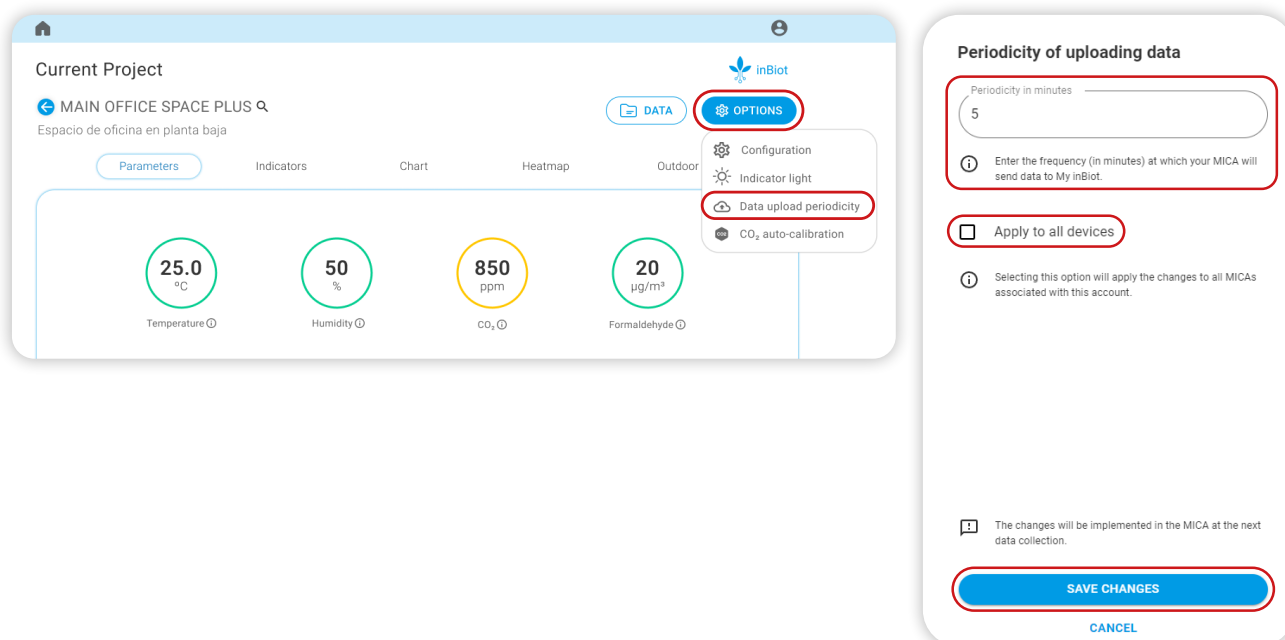 Current Project
inBiot
MAIN OFFICE SPACE PLUS
DATA
OPTIONS
Espacio de oficina en planta baja
Configuration
Indicator light
Data upload periodicity
CO₂ auto-calibration
Parameters
Indicators
Chart
Heatmap
Outdoor
25.0
ºC
Temperature
50
%
Humidity
850
ppm
CO₂
20
µg/m³
Formaldehyde
Periodicity of uploading data
Periodicity in minutes
5
Enter the frequency (in minutes) at which your MICA will
send data to My inBiot.
Apply to all devices
Selecting this option will apply the changes to all MICAs
associated with this account.
The changes will be implemented in the MICA at the next
data collection.
SAVE CHANGES
CANCEL